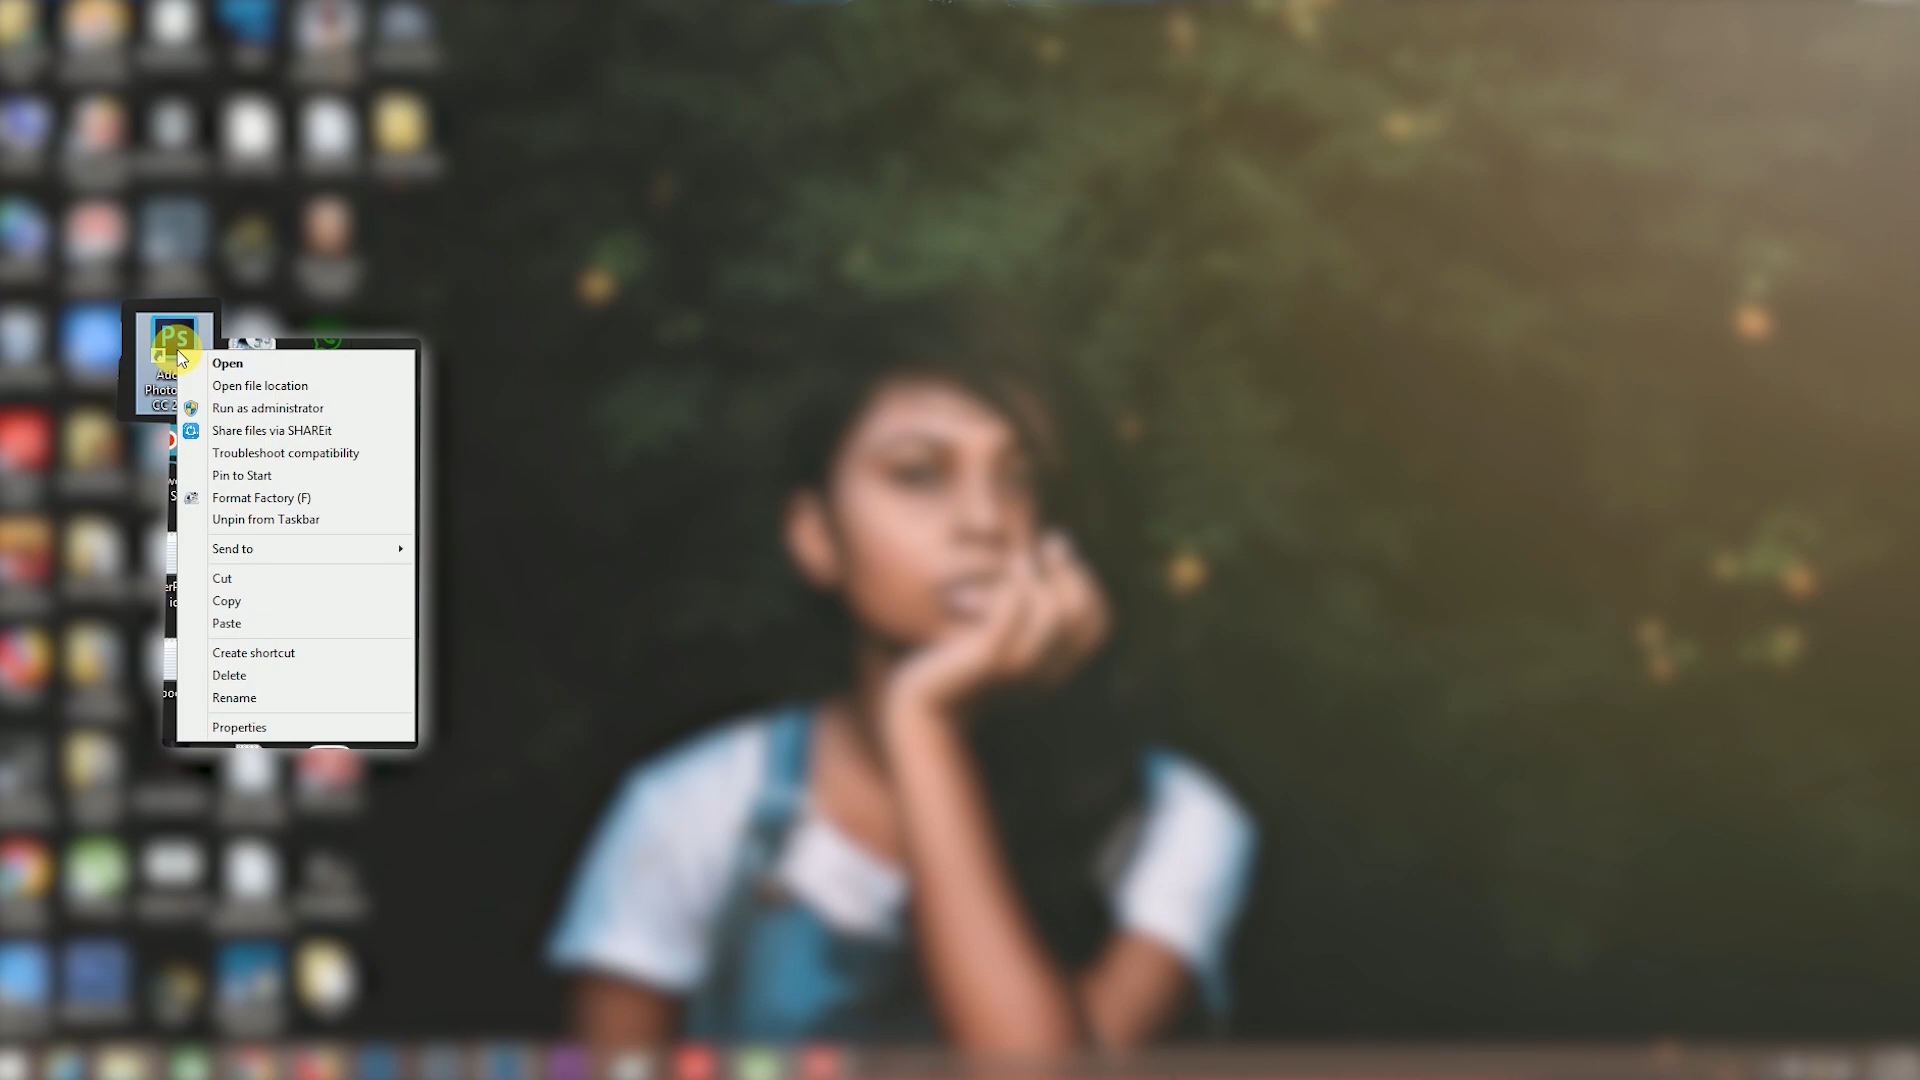 Ps
Open
Open file location
Run as administrator
Share files via SHAREit
Troubleshoot compatibility
Pin to Start
Format Factory (F)
Unpin from Taskbar
Send to
Cut
Copy
Paste
Create shortcut
Delete
Rename
Properties